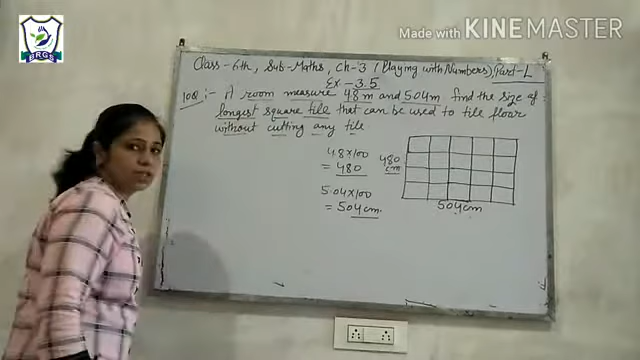 Made with KINEMASTER
BRGS
Class-6th, Sub-Maths, Ch-3 (Playing with Numbers), Part-L
Ex-3.5
10Q:- A room measure 4.8m and 5.04m find the size of
longest square tile that can be used to tile floar
without cutting any tile.
4.8×100
= 480
5.04×100
= 504cm.
480
cm
504cm